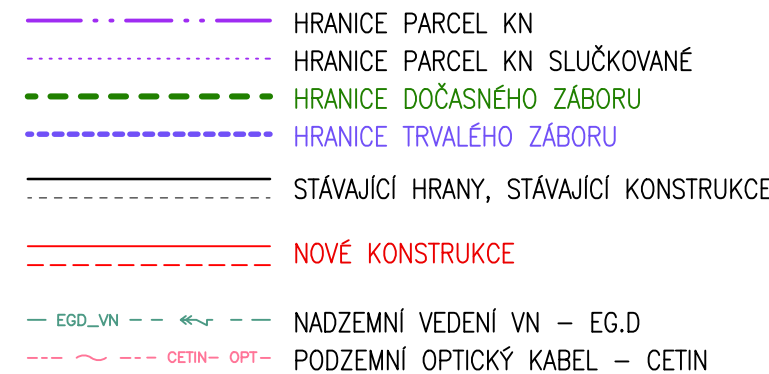 HRANICE PARCEL KN
HRANICE PARCEL KN SLUČKOVANÉ
HRANICE DOČASNÉHO ZÁBORU
HRANICE TRVALÉHO ZÁBORU
STÁVAJÍCÍ HRANY, STÁVAJÍCÍ KONSTRUKCE
NOVÉ KONSTRUKCE
EGD_VN NADZEMNÍ VEDENÍ VN – EG.D
CETIN OPT PODZEMNÍ OPTICKÝ KABEL – CETIN